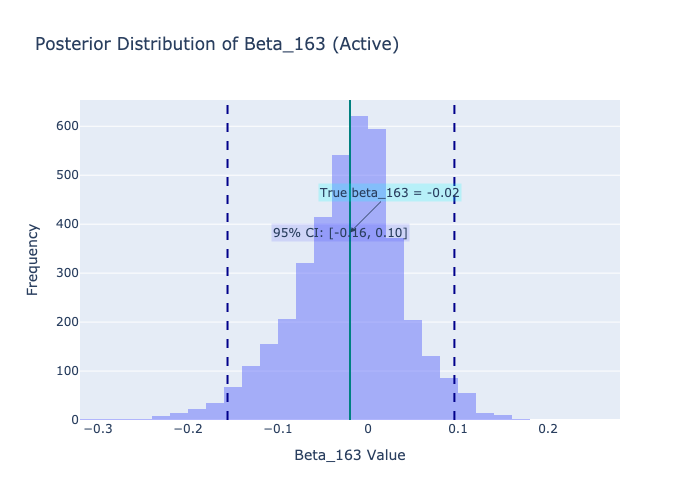 Posterior Distribution of Beta_163 (Active)
600
500
400
300
200
100
0
Frequency
True beta_163 = -0.02
95% CI: [-0.16, 0.10]
−0.3
−0.2
−0.1
0
0.1
0.2
Beta_163 Value